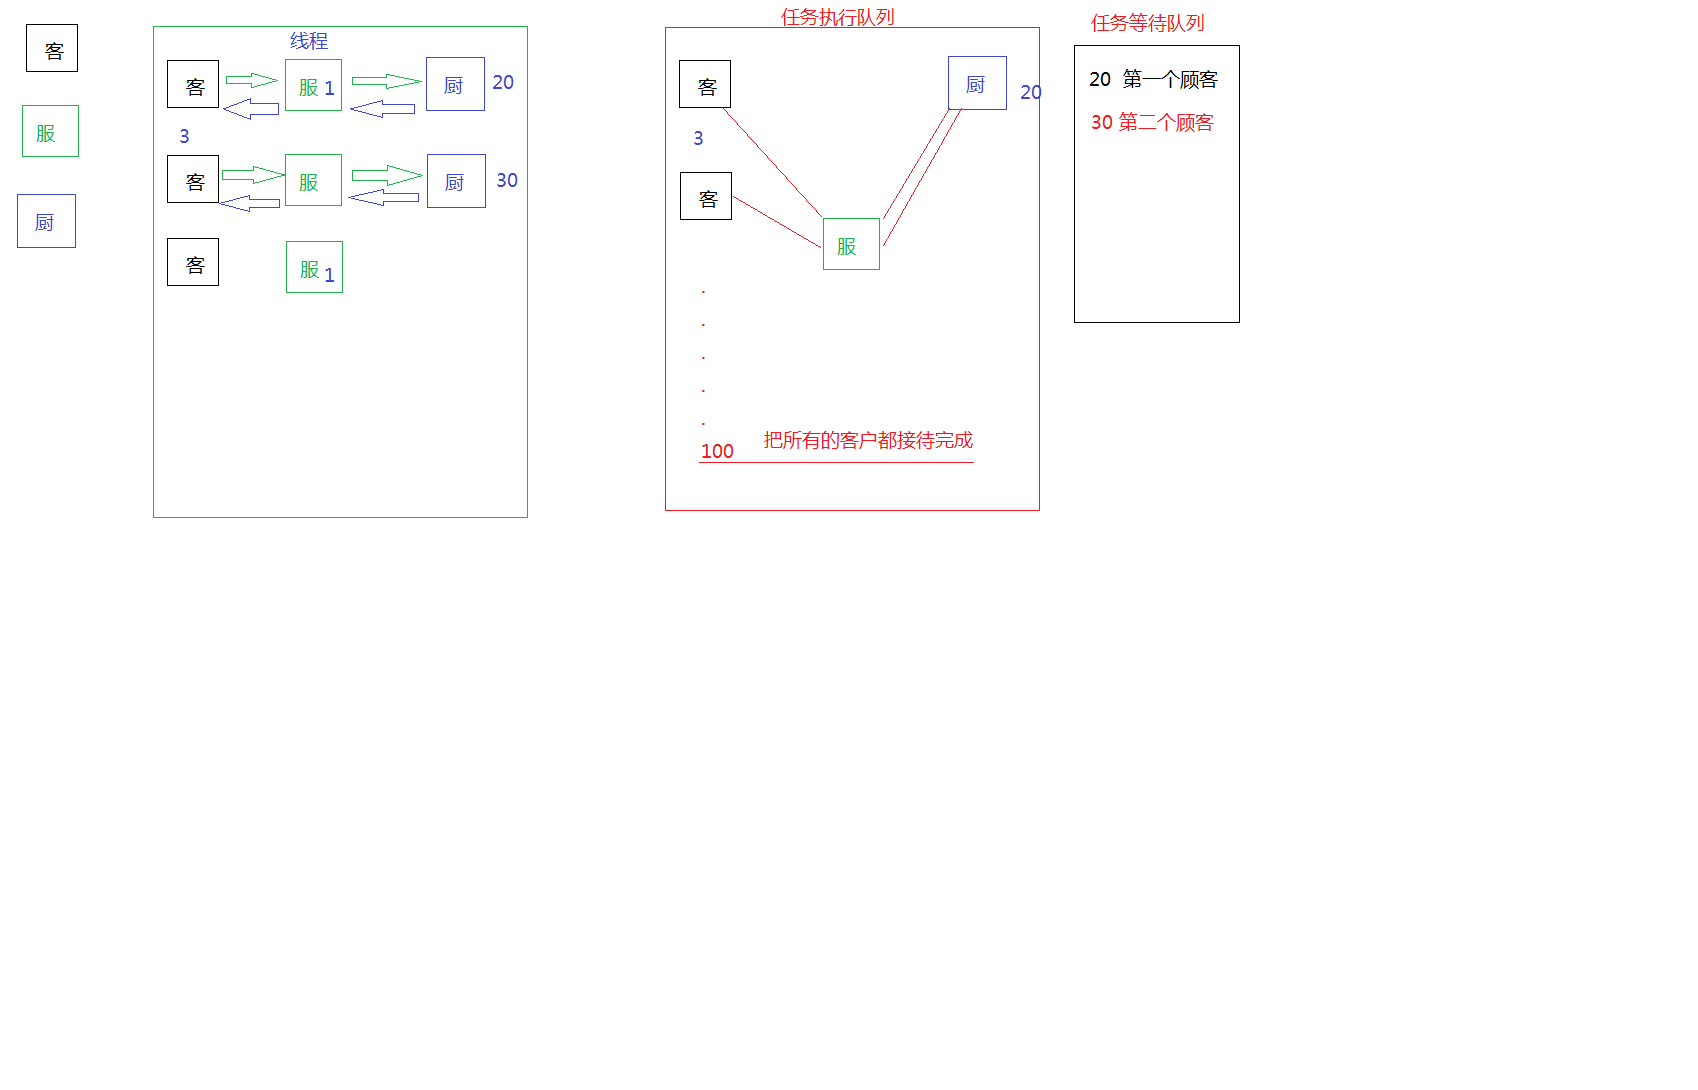 客
服
厨
线程
客
服 1
厨
20
3
客
服
厨
30
客
服 1
任务执行队列
客
厨
20
3
客
服
.
.
.
.
.
100
把所有的客户都接待完成
任务等待队列
20 第一个顾客
30 第二个顾客